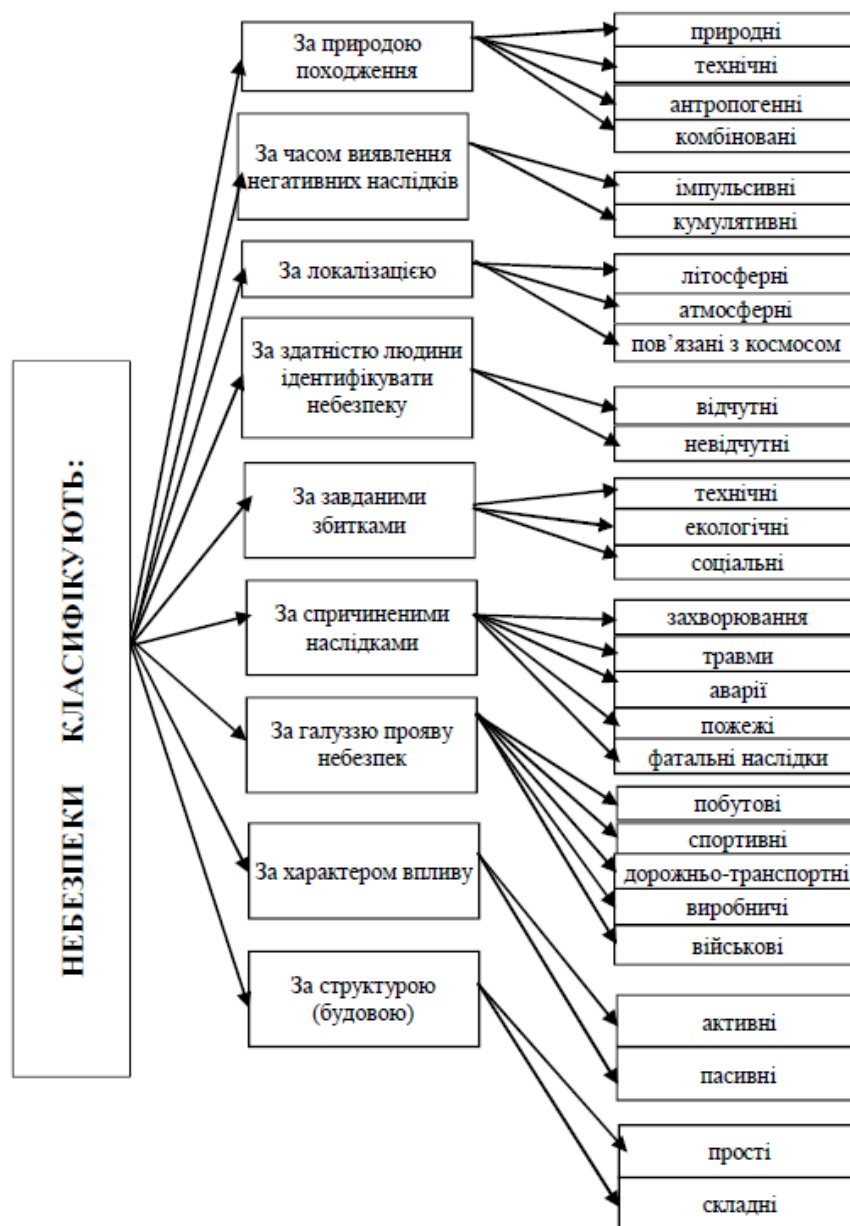 НЕБЕЗПЕКИ КЛАСИФІКУЮТЬ:
За природою
походження
природні
технічні
антропогенні
комбіновані
За часом виявлення
негативних наслідків
імпульсивні
кумулятивні
За локалізацією
літосферні
атмосферні
пов’язані з космосом
За здатністю людини
ідентифікувати
небезпеку
відчутні
невідчутні
За завданими
збитками
технічні
екологічні
соціальні
За спричиненими
наслідками
захворювання
травми
аварії
пожежі
фатальні наслідки
За галуззю прояву
небезпек
побутові
спортивні
дорожньо-транспортні
виробничі
військові
За характером впливу
активні
пасивні
За структурою
(будовою)
прості
складні